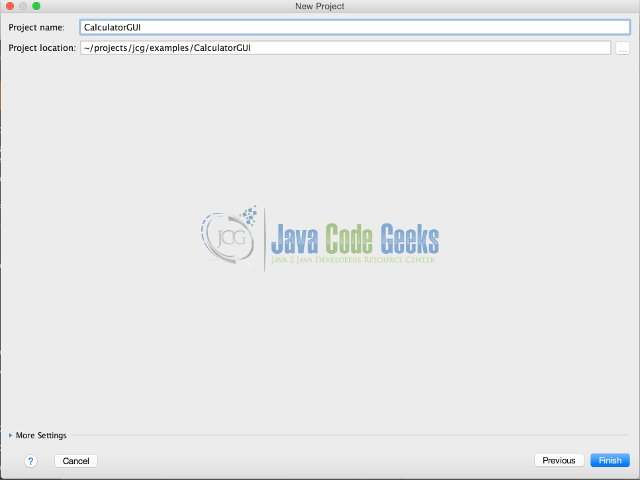 New Project
Project name: CalculatorGUI
Project location: ~/projects/jcg/examples/CalculatorGUI ...
JCG Java Code Geeks
JAVA 2 JAVA DEVELOPERS RESOURCE CENTER
More Settings
? Cancel Previous Finish